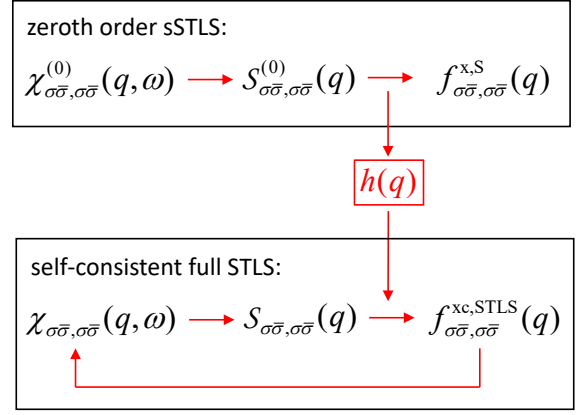 zeroth order sSTLS:
χ^{(0)}_{σσ̅,σσ̅}(q,ω) → S^{(0)}_{σσ̅,σσ̅}(q) → f^{x,S}_{σσ̅,σσ̅}(q)
h(q)
self-consistent full STLS:
χ_{σσ̅,σσ̅}(q,ω) → S_{σσ̅,σσ̅}(q) → f^{xc,STLS}_{σσ̅,σσ̅}(q)